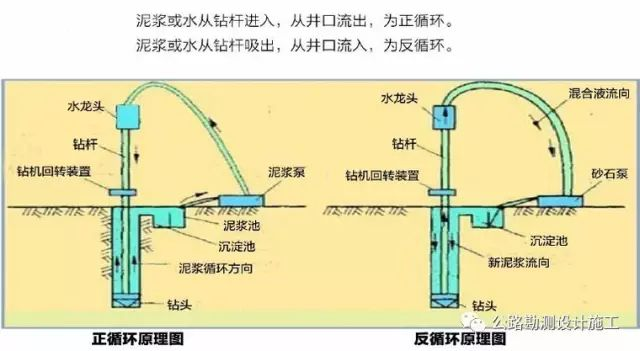 泥浆或水从钻杆进入，从井口流出，为正循环。
泥浆或水从钻杆吸出，从井口流入，为反循环。
水龙头
钻杆
钻机回转装置
泥浆泵
泥浆池
沉淀池
泥浆循环方向
钻头
正循环原理图
水龙头
混合液流向
钻杆
钻机回转装置
砂石泵
沉淀池
新泥浆流向
钻头
反循环原理图
公路勘测设计施工